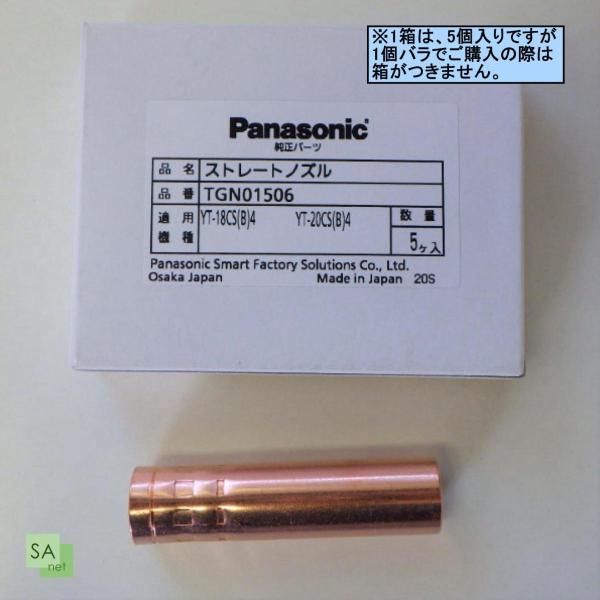 ※1箱は、5個入りですが
1個バラでご購入の際は
箱がつきません。
Panasonic
純正パーツ
品名 ストレートノズル
品番 TGN01506
適用機種 YT-18CS(B)4 YT-20CS(B)4 数量
5ヶ入
Panasonic Smart Factory Solutions Co., Ltd.
Osaka Japan Made in Japan 20S
SA
net